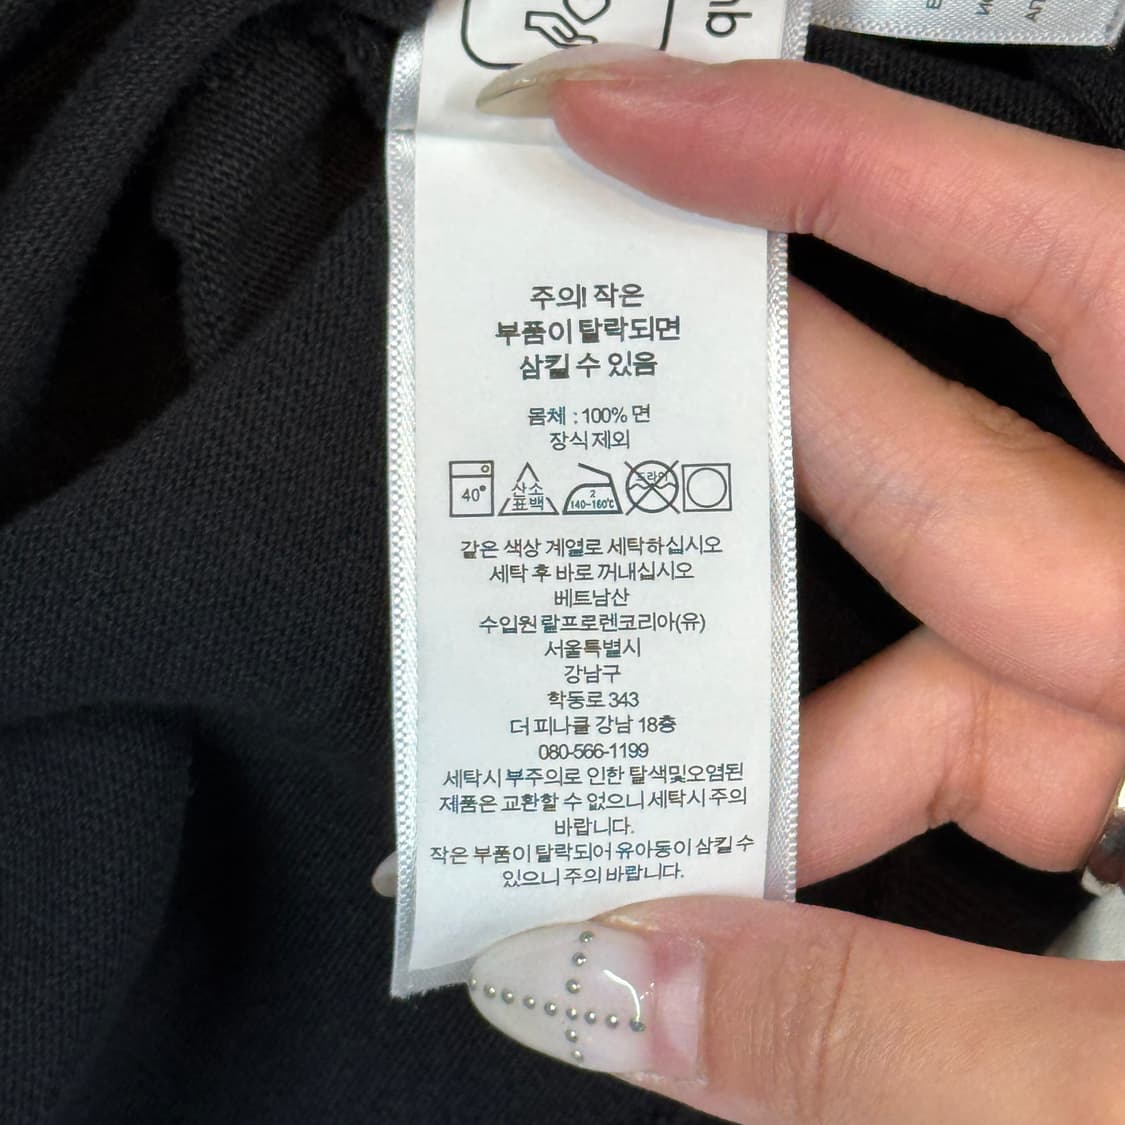 주의! 작은
부품이 탈락되면
삼킬 수 있음
몸체 : 100% 면
장식 제외
40°
산소
표백
2
140~160℃
드라이
같은 색상 계열로 세탁하십시오
세탁 후 바로 꺼내십시오
베트남산
수입원 랄프로렌코리아(유)
서울특별시
강남구
학동로 343
더 피나클 강남 18층
080-566-1199
세탁시 부주의로 인한 탈색및오염된
제품은 교환할 수 없으니 세탁시 주의
바랍니다.
작은 부품이 탈락되어 유아동이 삼킬 수
있으니 주의 바랍니다.